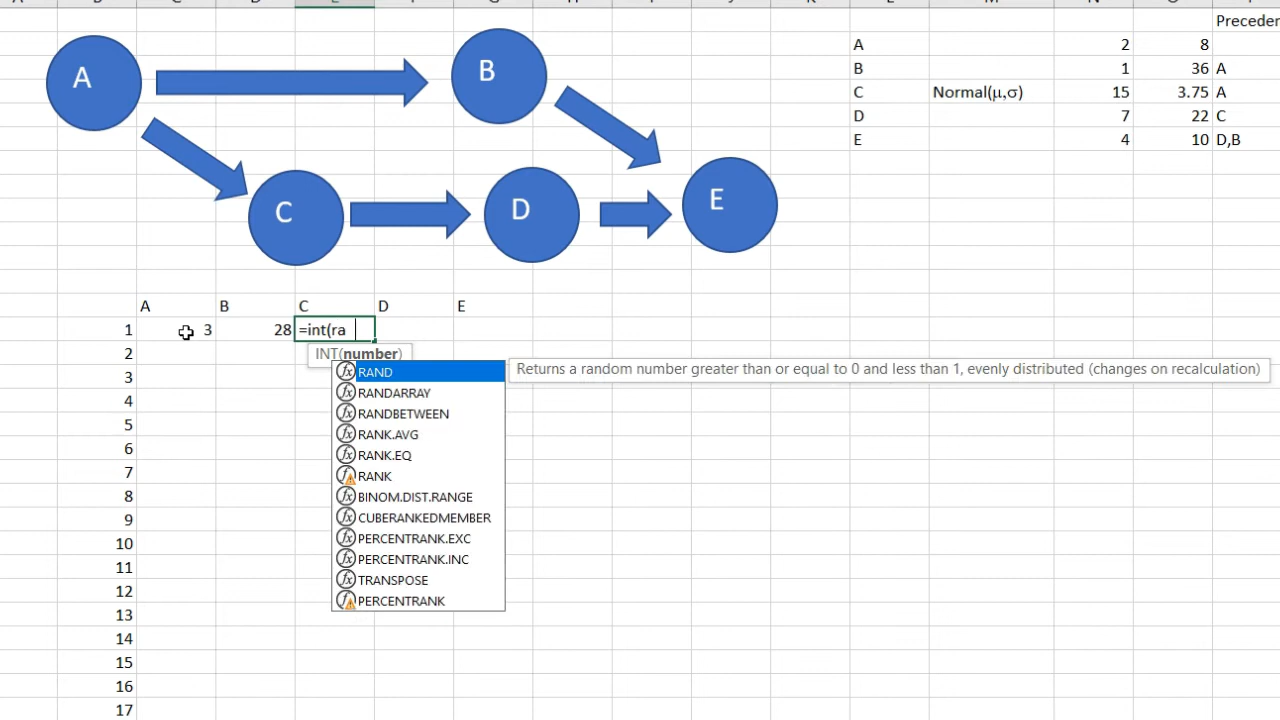 Preceden
A 2 8
B 1 36 A
C Normal(μ,σ) 15 3.75 A
D 7 22 C
E 4 10 D,B
A
B
C
D
E
A B C D E
1 3 28 =int(ra
2 INT(number)
RAND Returns a random number greater than or equal to 0 and less than 1, evenly distributed (changes on recalculation)
3
RANDARRAY
4
RANDBETWEEN
5
RANK.AVG
6
RANK.EQ
7
RANK
8
BINOM.DIST.RANGE
9
CUBERANKEDMEMBER
10
PERCENTRANK.EXC
11
PERCENTRANK.INC
12
TRANSPOSE
13
PERCENTRANK
14
15
16
17